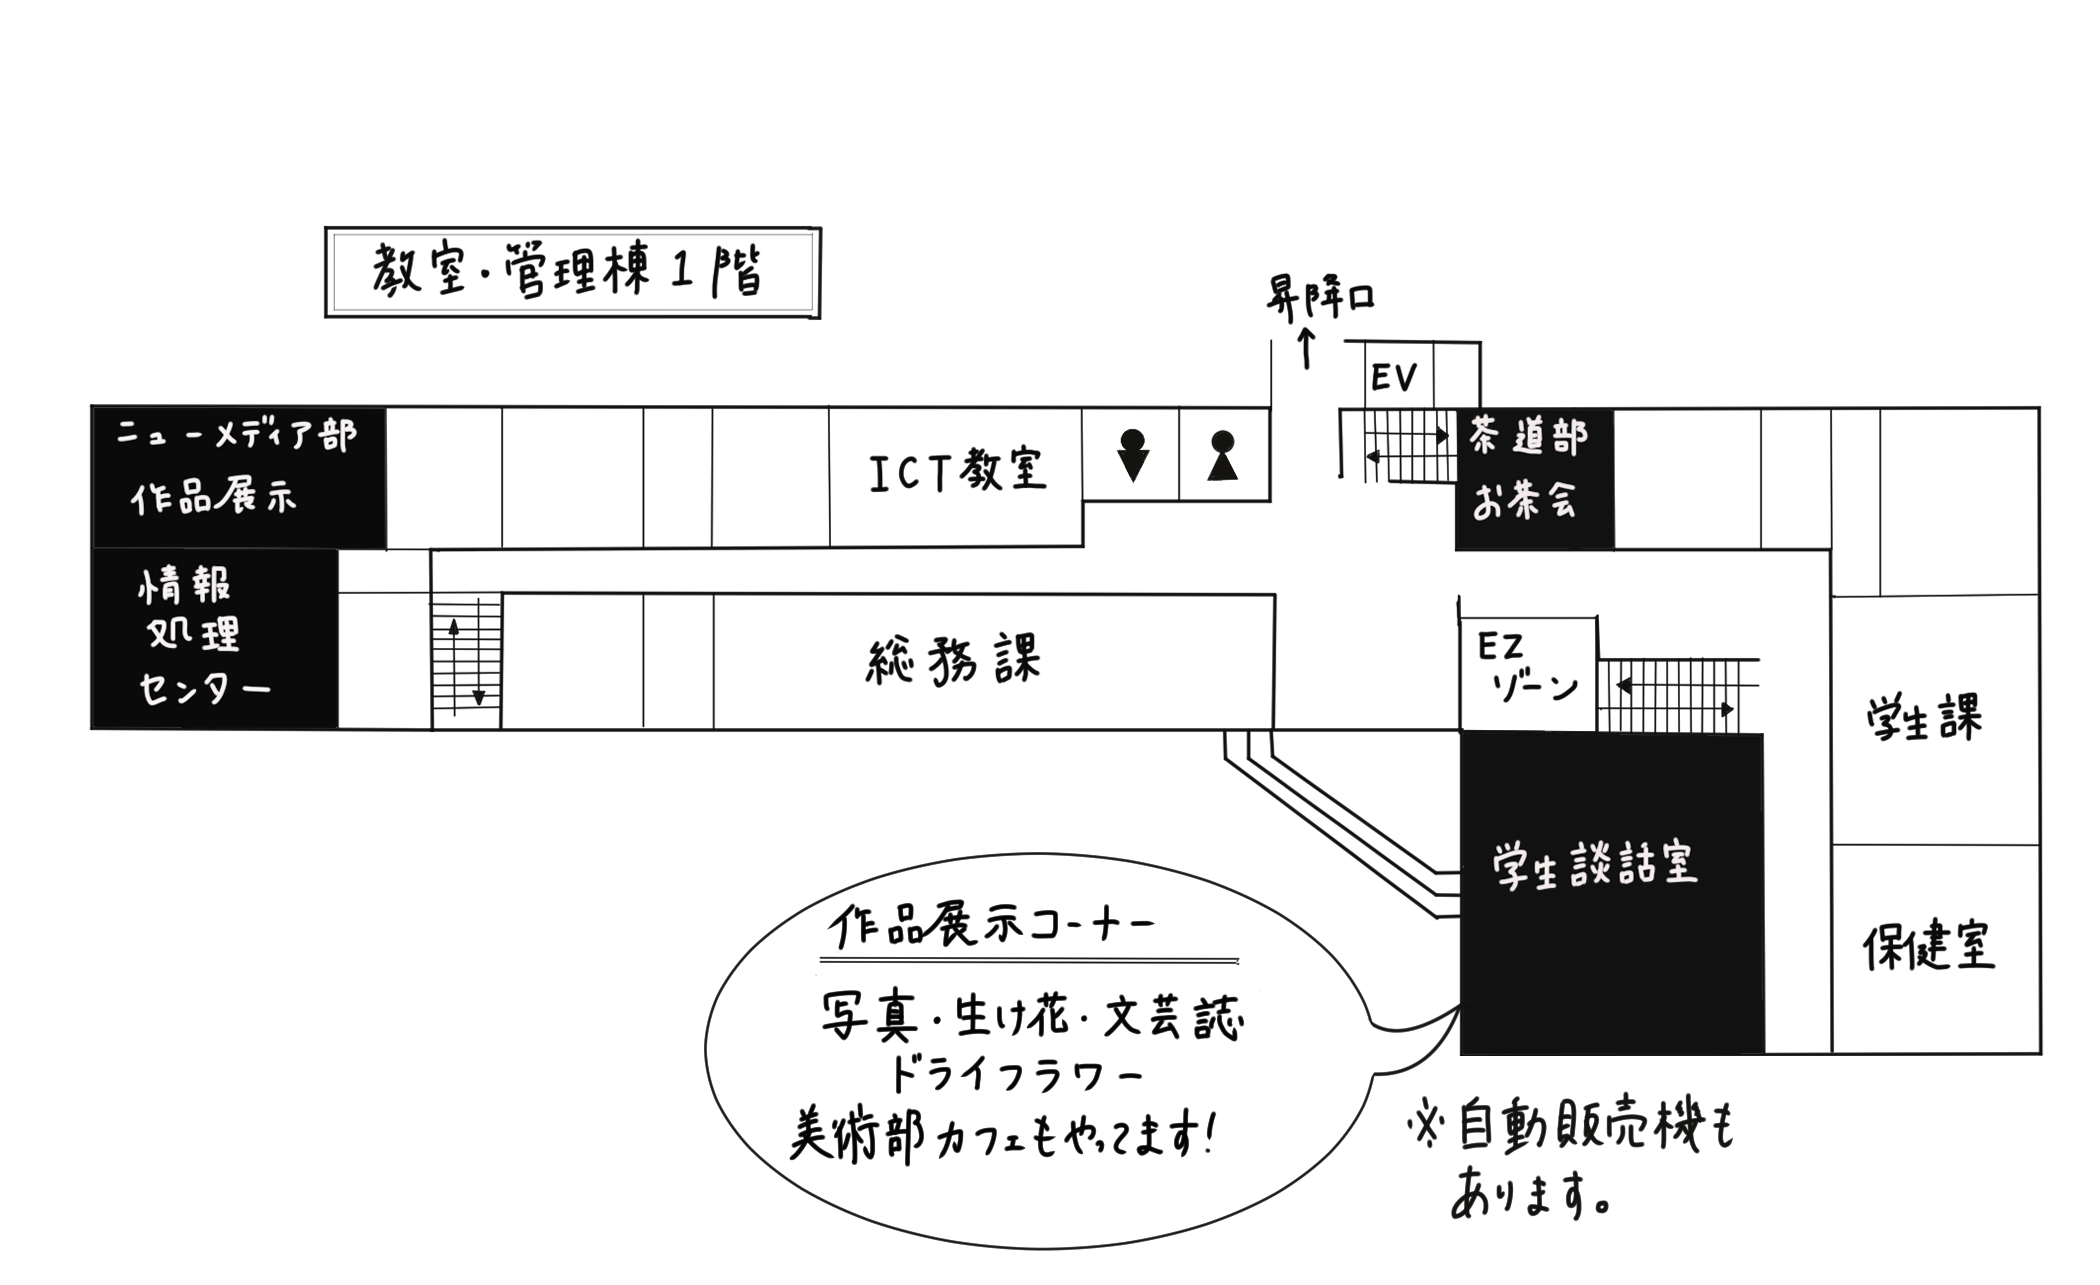 教室・管理棟1階
昇降口
EV
ニューメディア部
作品展示
ICT教室
茶道部
お茶会
情報
処理
センター
総務課
EZ
ゾーン
学生課
学生談話室
保健室
作品展示コーナー
写真・生け花・文芸誌
ドライフラワー
美術部カフェもやってます!
※自動販売機も
あります。